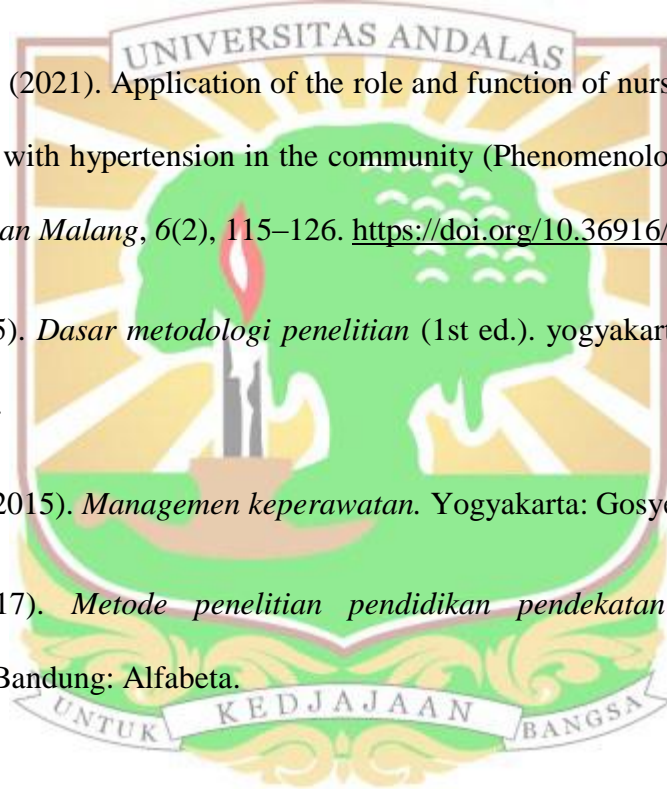 UNIVERSITAS ANDALAS
(2021). Application of the role and function of nurs
with hypertension in the community (Phenomenolo
an Malang, 6(2), 115–126. https://doi.org/10.36916/
5). Dasar metodologi penelitian (1st ed.). yogyakart
2015). Managemen keperawatan. Yogyakarta: Gosy
17). Metode penelitian pendidikan pendekatan
Bandung: Alfabeta.
UNTUK KEDJAJAAN BANGSA